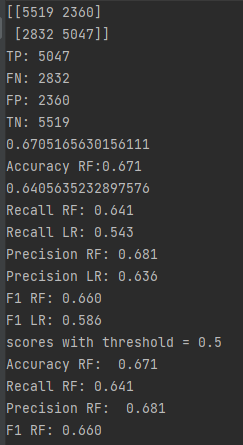 [[5519 2360]
 [2832 5047]]
TP: 5047
FN: 2832
FP: 2360
TN: 5519
0.6705165630156111
Accuracy RF:0.671
0.6405635232897576
Recall RF: 0.641
Recall LR: 0.543
Precision RF: 0.681
Precision LR: 0.636
F1 RF: 0.660
F1 LR: 0.586
scores with threshold = 0.5
Accuracy RF:  0.671
Recall RF: 0.641
Precision RF:  0.681
F1 RF: 0.660